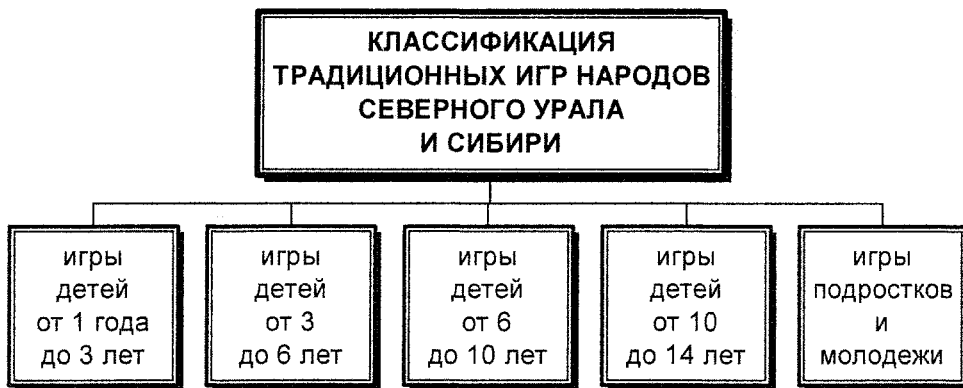 КЛАССИФИКАЦИЯ
ТРАДИЦИОННЫХ ИГР НАРОДОВ
СЕВЕРНОГО УРАЛА
И СИБИРИ
игры
детей
от 1 года
до 3 лет
игры
детей
от 3
до 6 лет
игры
детей
от 6
до 10 лет
игры
детей
от 10
до 14 лет
игры
подростков
и
молодежи